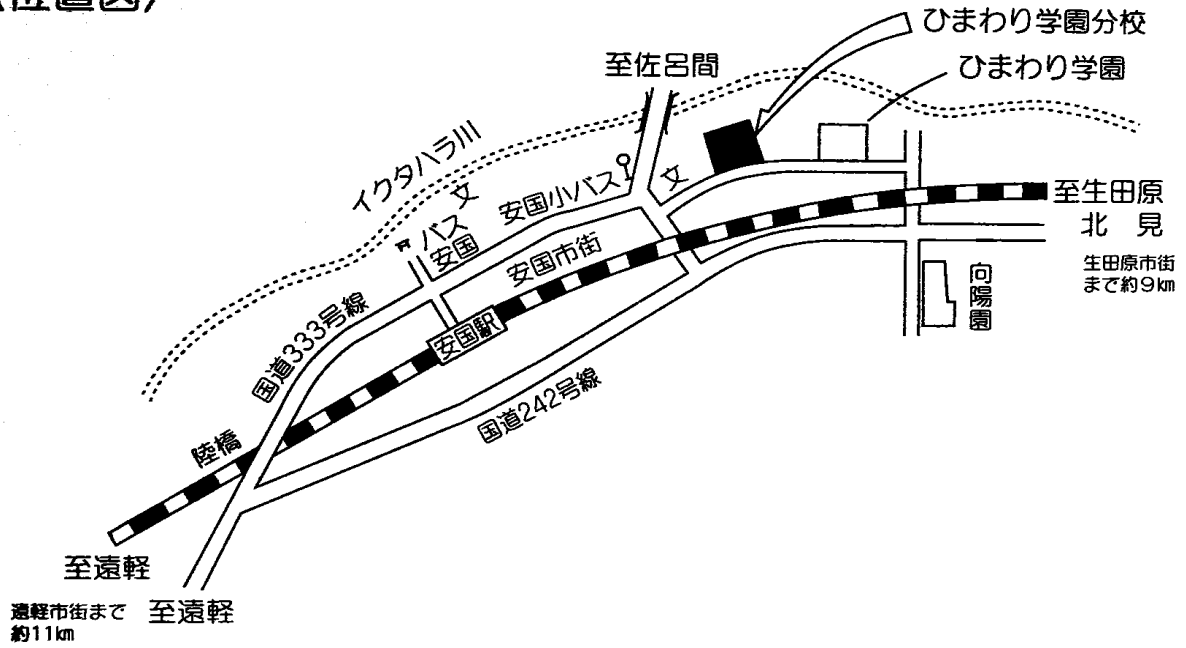 位置図)
ひまわり学園分校
至佐呂間
ひまわり学園
イクタハラ川
文
安国小バス
文
至生田原
北 見
バス
安国
安国市街
生田原市街
まで約9km
向陽園
国道333号線
安国駅
国道242号線
陸橋
至遠軽
遠軽市街まで
約11km
至遠軽